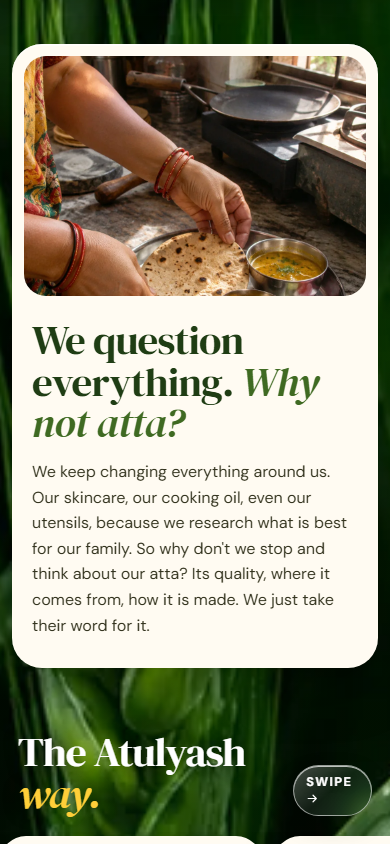 We question
everything. Why
not atta?
We keep changing everything around us.
Our skincare, our cooking oil, even our
utensils, because we research what is best
for our family. So why don't we stop and
think about our atta? Its quality, where it
comes from, how it is made. We just take
their word for it.
The Atulyash
way.
SWIPE
→